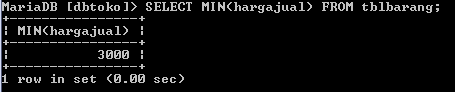 MariaDB [dbtoko]> SELECT MIN(hargajual) FROM tblbarang;
+----------------+
| MIN(hargajual) |
+----------------+
|           3000 |
+----------------+
1 row in set (0.00 sec)